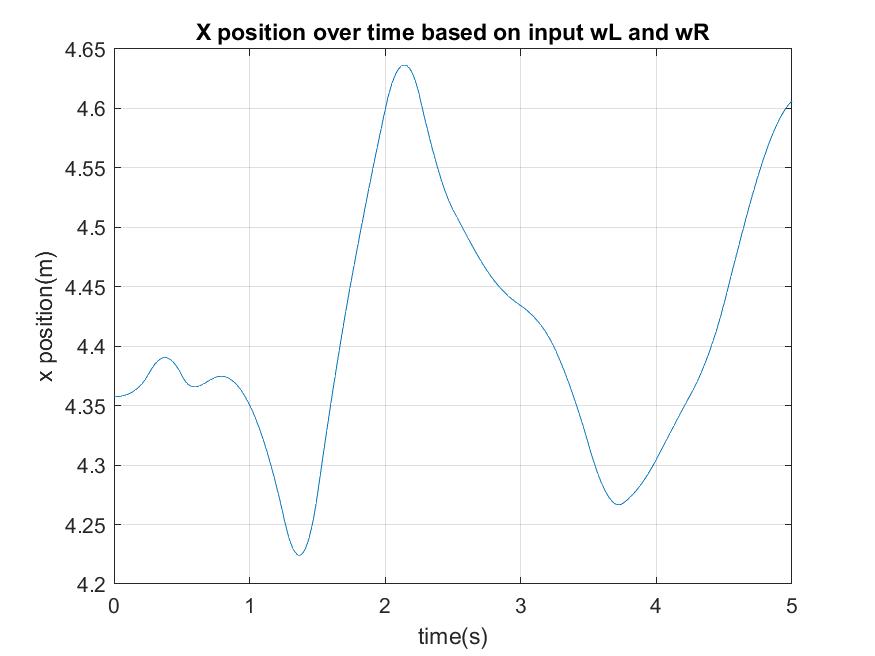 X position over time based on input wL and wR
4.65
4.6
4.55
4.5
4.45
4.4
4.35
4.3
4.25
4.2
x position(m)
0 1 2 3 4 5
time(s)